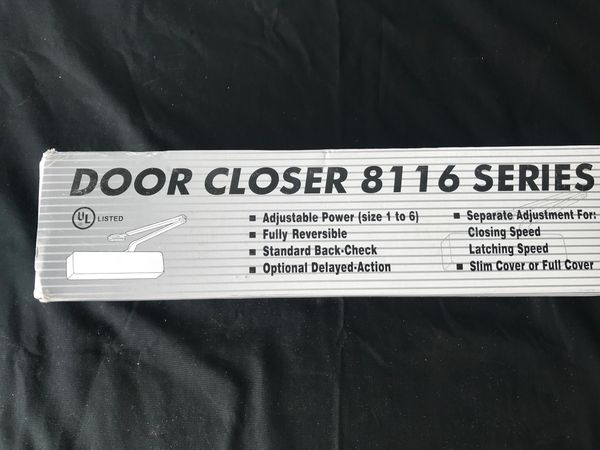 DOOR CLOSER 8116 SERIES
UL LISTED
■ Adjustable Power (size 1 to 6)
■ Fully Reversible
■ Standard Back-Check
■ Optional Delayed-Action
■ Separate Adjustment For:
Closing Speed
Latching Speed
■ Slim Cover or Full Cover